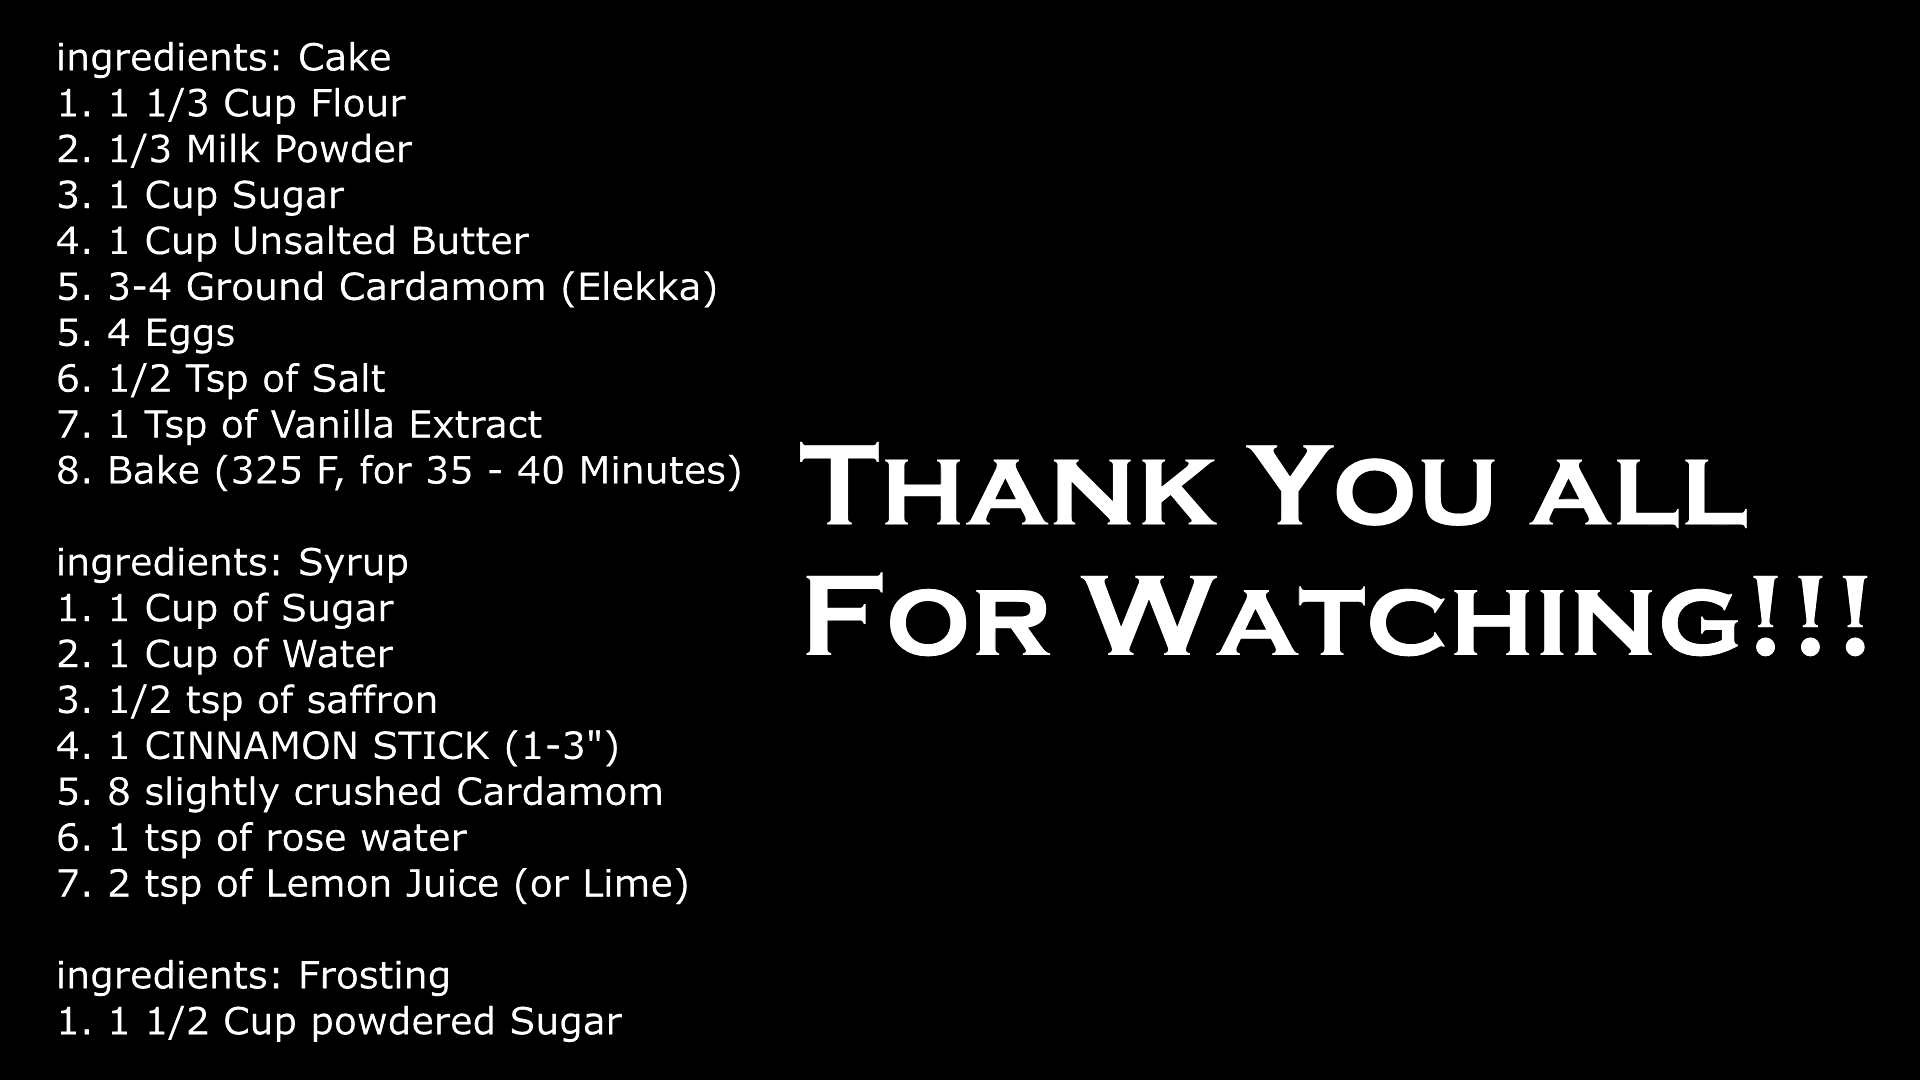 ingredients: Cake
1. 1 1/3 Cup Flour
2. 1/3 Milk Powder
3. 1 Cup Sugar
4. 1 Cup Unsalted Butter
5. 3-4 Ground Cardamom (Elekka)
5. 4 Eggs
6. 1/2 Tsp of Salt
7. 1 Tsp of Vanilla Extract
8. Bake (325 F, for 35 - 40 Minutes)
ingredients: Syrup
1. 1 Cup of Sugar
2. 1 Cup of Water
3. 1/2 tsp of saffron
4. 1 CINNAMON STICK (1-3")
5. 8 slightly crushed Cardamom
6. 1 tsp of rose water
7. 2 tsp of Lemon Juice (or Lime)
ingredients: Frosting
1. 1 1/2 Cup powdered Sugar
THANK YOU ALL
FOR WATCHING!!!